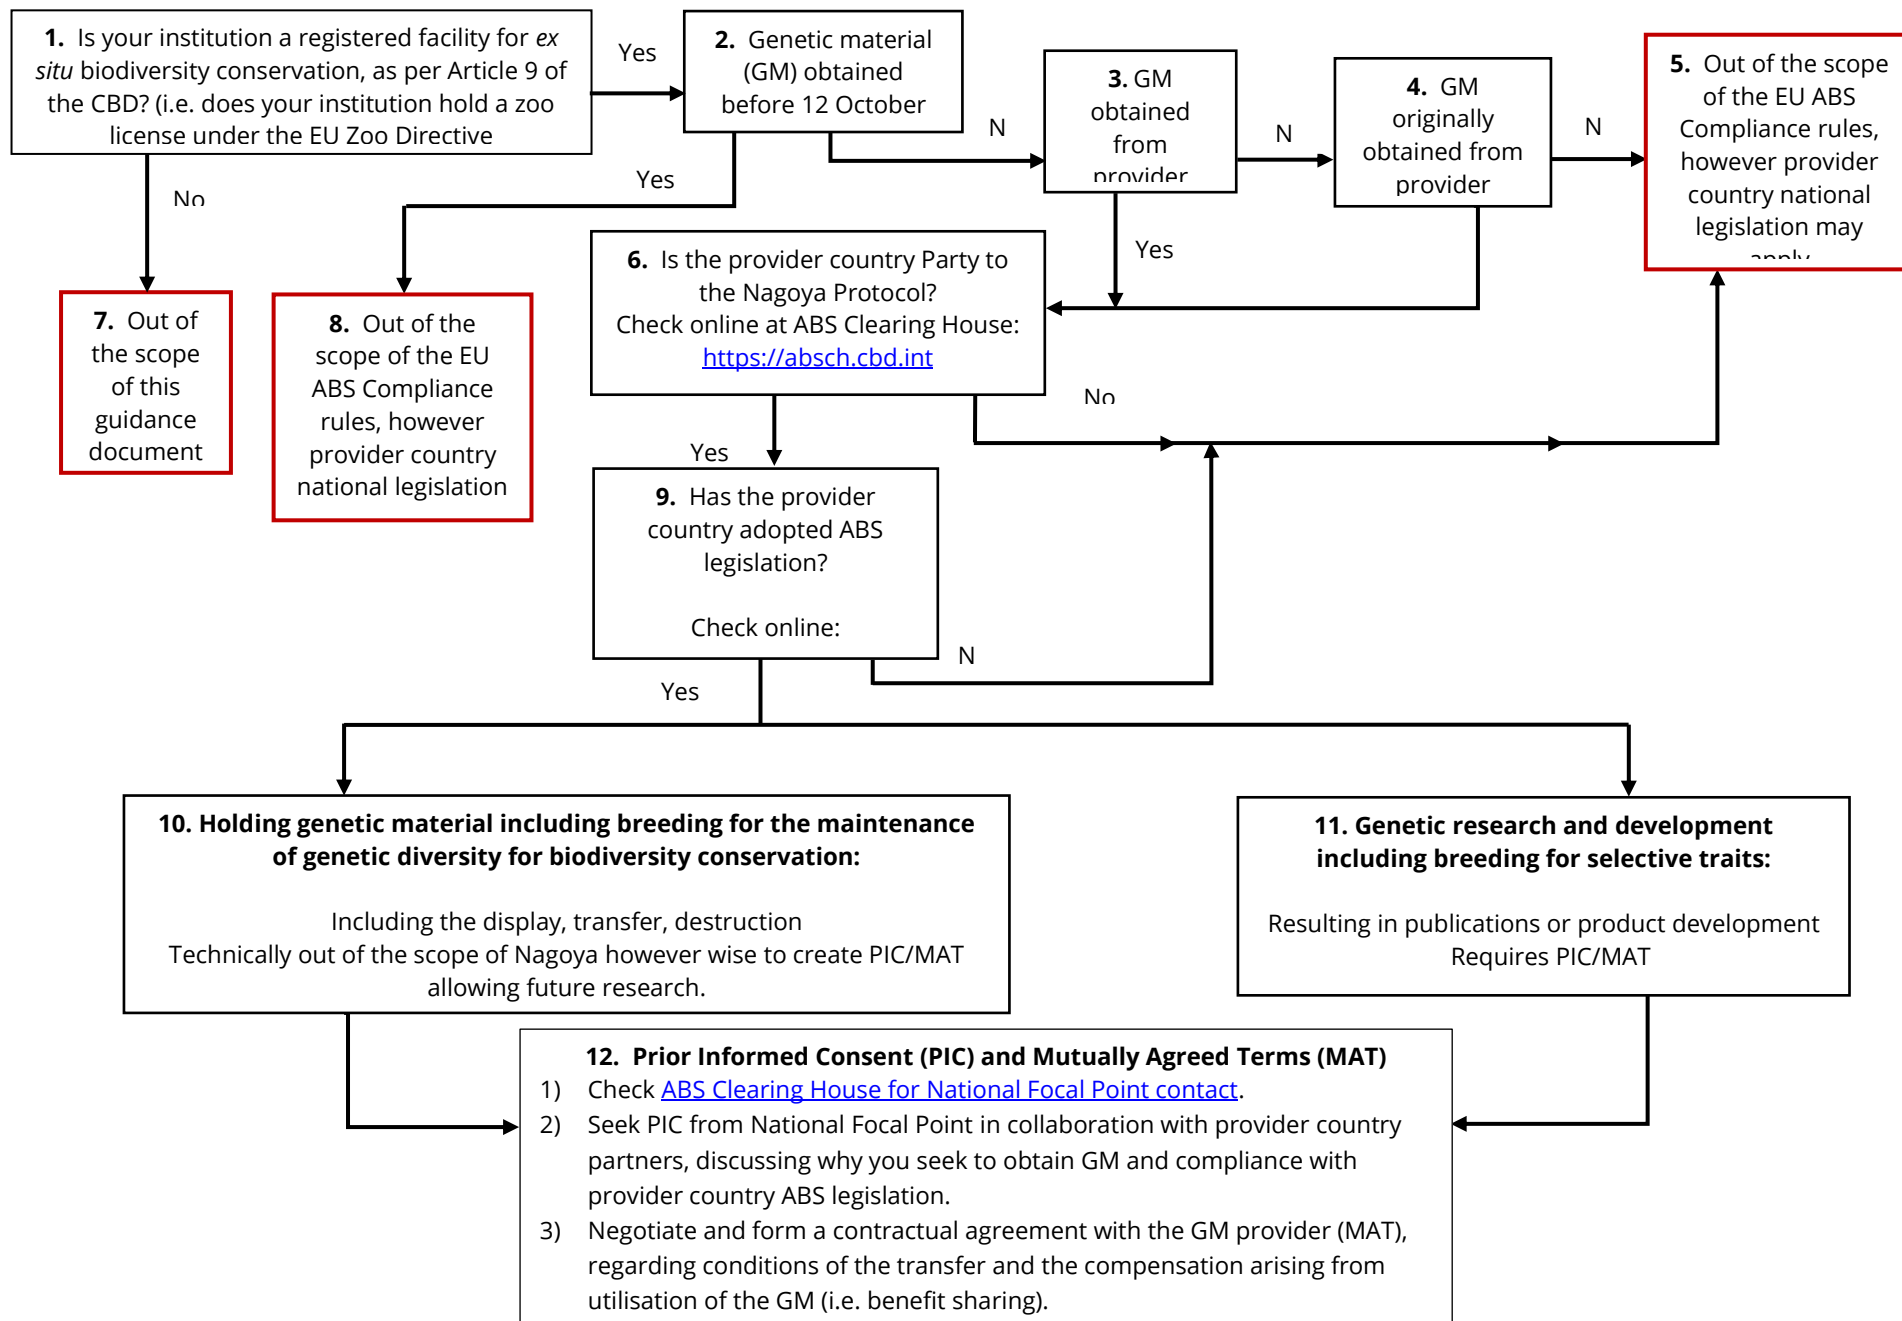 1. Is your institution a registered facility for ex
situ biodiversity conservation, as per Article 9 of
the CBD? (i.e. does your institution hold a zoo
license under the EU Zoo Directive
Yes
2. Genetic material
(GM) obtained
before 12 October
N
3. GM
obtained
from
provider
N
4. GM
originally
obtained from
provider
N
5. Out of the scope
of the EU ABS
Compliance rules,
however provider
country national
legislation may
apply
No
Yes
Yes
6. Is the provider country Party to
the Nagoya Protocol?
Check online at ABS Clearing House:
https://absch.cbd.int
7. Out of
the scope
of this
guidance
document
8. Out of the
scope of the EU
ABS Compliance
rules, however
provider country
national legislation
No
Yes
9. Has the provider
country adopted ABS
legislation?
Check online:
N
Yes
10. Holding genetic material including breeding for the maintenance
of genetic diversity for biodiversity conservation:
Including the display, transfer, destruction
Technically out of the scope of Nagoya however wise to create PIC/MAT
allowing future research.
11. Genetic research and development
including breeding for selective traits:
Resulting in publications or product development
Requires PIC/MAT
12. Prior Informed Consent (PIC) and Mutually Agreed Terms (MAT)
1) Check ABS Clearing House for National Focal Point contact.
2) Seek PIC from National Focal Point in collaboration with provider country
partners, discussing why you seek to obtain GM and compliance with
provider country ABS legislation.
3) Negotiate and form a contractual agreement with the GM provider (MAT),
regarding conditions of the transfer and the compensation arising from
utilisation of the GM (i.e. benefit sharing).